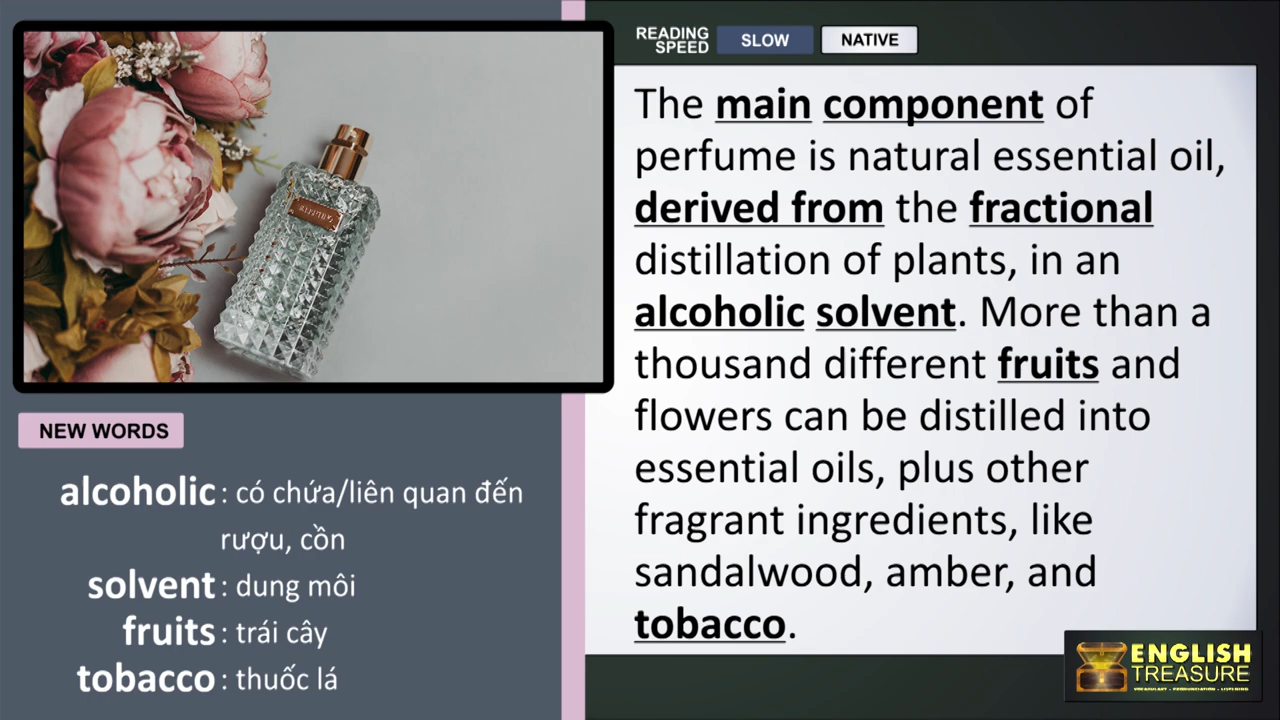 READING
SPEED
SLOW
NATIVE
The main component of
perfume is natural essential oil,
derived from the fractional
distillation of plants, in an
alcoholic solvent. More than a
thousand different fruits and
flowers can be distilled into
essential oils, plus other
fragrant ingredients, like
sandalwood, amber, and
tobacco.
NEW WORDS
alcoholic : có chứa/liên quan đến
rượu, cồn
solvent : dung môi
fruits : trái cây
tobacco : thuốc lá
ENGLISH
TREASURE